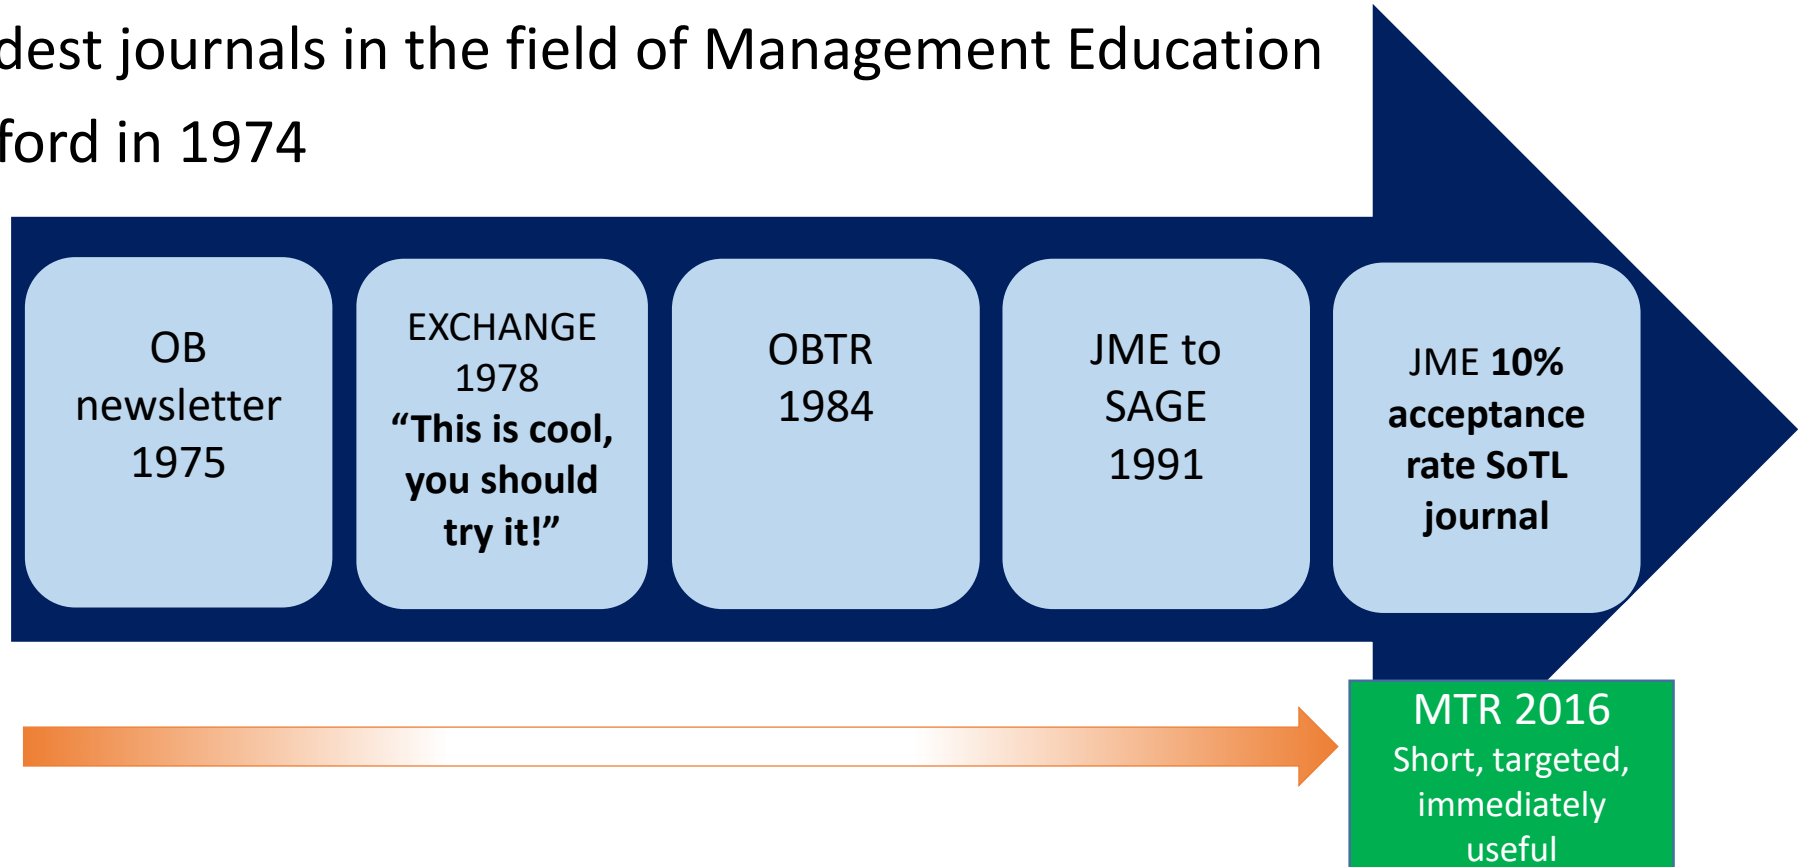 dest journals in the field of Management Education
ford in 1974
OB
newsletter
1975
EXCHANGE
1978
“This is cool,
you should
try it!”
OBTR
1984
JME to
SAGE
1991
JME 10%
acceptance
rate SoTL
journal
MTR 2016
Short, targeted,
immediately
useful